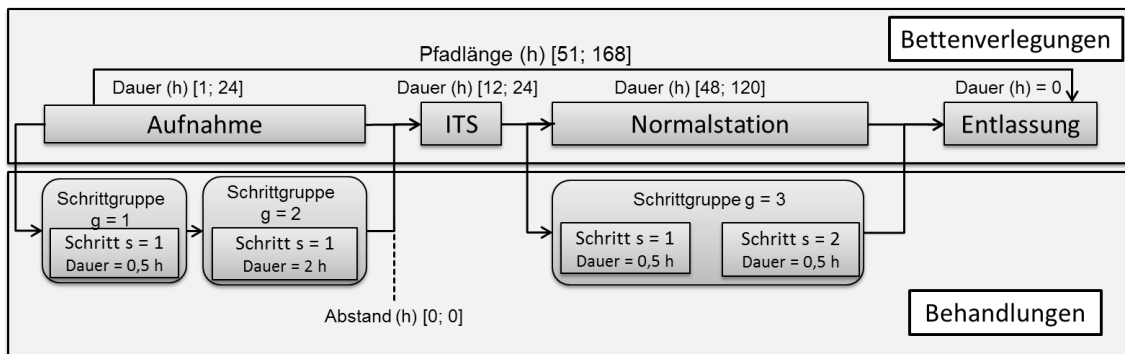 Bettenverlegungen
Pfadlänge (h) [51; 168]
Dauer (h) [1; 24]
Dauer (h) [12; 24]
Dauer (h) [48; 120]
Dauer (h) = 0
Aufnahme
ITS
Normalstation
Entlassung
Schrittgruppe
g = 1
Schritt s = 1
Dauer = 0,5 h
Schrittgruppe
g = 2
Schritt s = 1
Dauer = 2 h
Schrittgruppe g = 3
Schritt s = 1
Dauer = 0,5 h
Schritt s = 2
Dauer = 0,5 h
Abstand (h) [0; 0]
Behandlungen